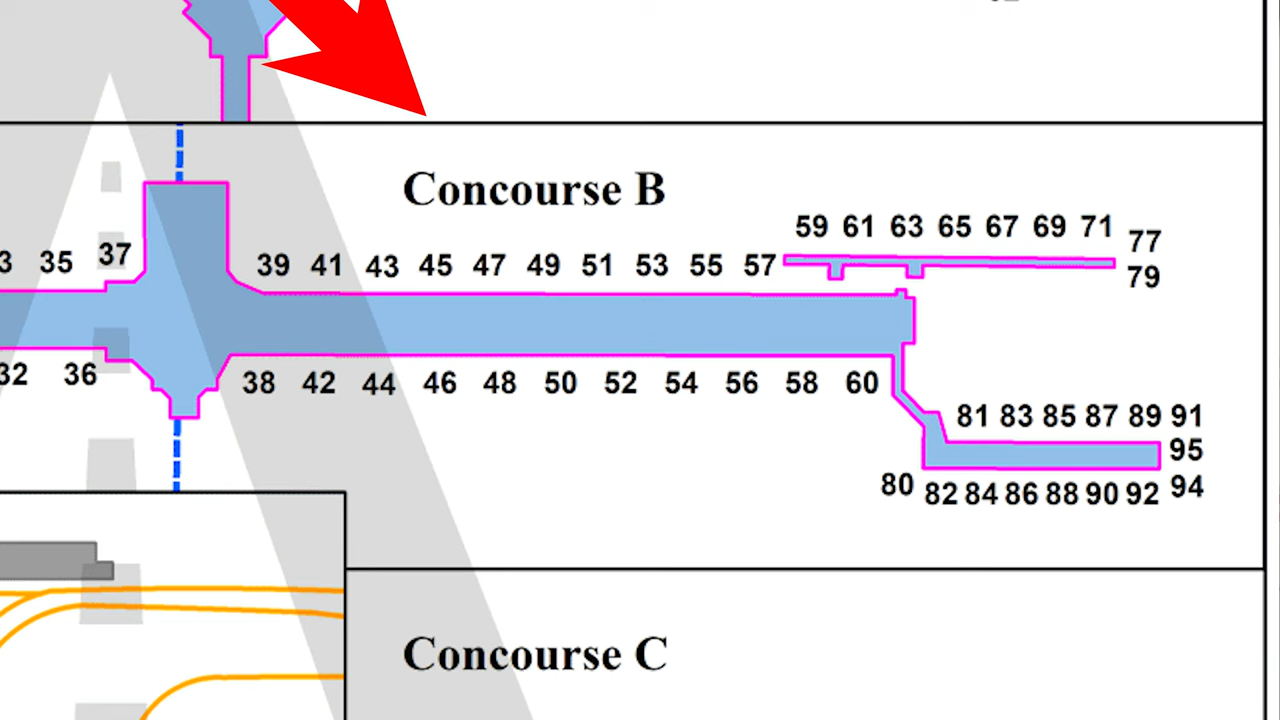 Concourse B
59 61 63 65 67 69 71 77
35 37 39 41 43 45 47 49 51 53 55 57 79
36 38 42 44 46 48 50 52 54 56 58 60
81 83 85 87 89 91
95
80 82 84 86 88 90 92 94
Concourse C